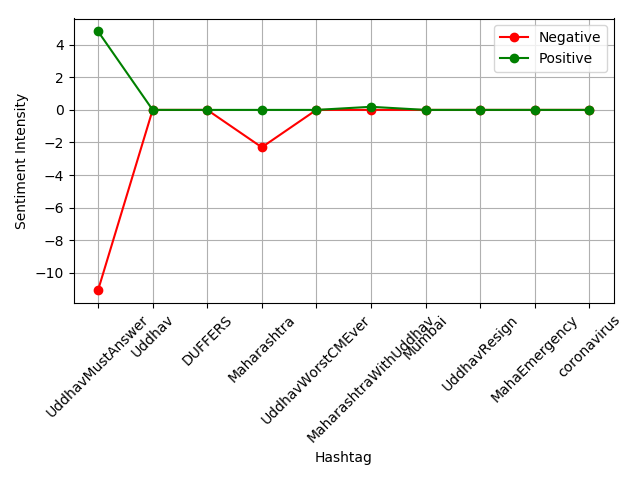 Negative
Positive
4
2
0
−2
−4
−6
−8
−10
Sentiment Intensity
UddhavMustAnswer
Uddhav
DUFFERS
Maharashtra
UddhavWorstCMEver
MaharashtraWithUddhav
Mumbai
UddhavResign
MahaEmergency
coronavirus
Hashtag